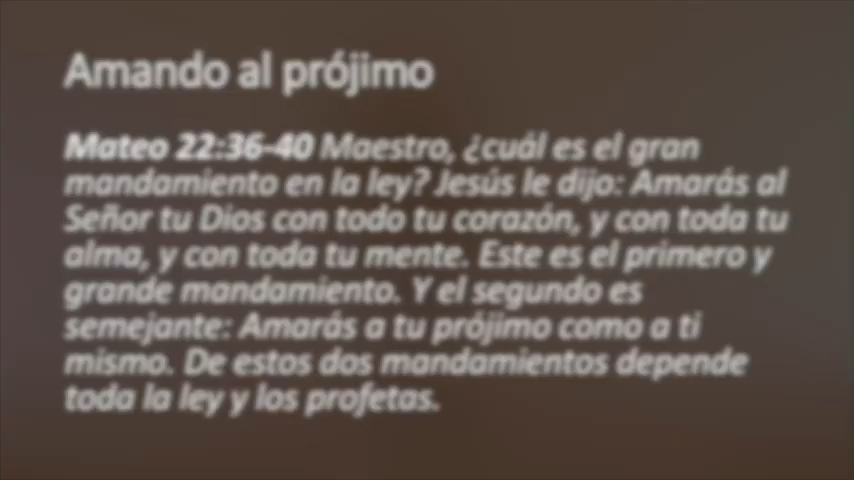 Amando al prójimo
Mateo 22:36-40 Maestro, ¿cuál es el gran
mandamiento en la ley? Jesús le dijo: Amarás al
Señor tu Dios con todo tu corazón, y con toda tu
alma, y con toda tu mente. Este es el primero y
grande mandamiento. Y el segundo es
semejante: Amarás a tu prójimo como a ti
mismo. De estos dos mandamientos depende
toda la ley y los profetas.